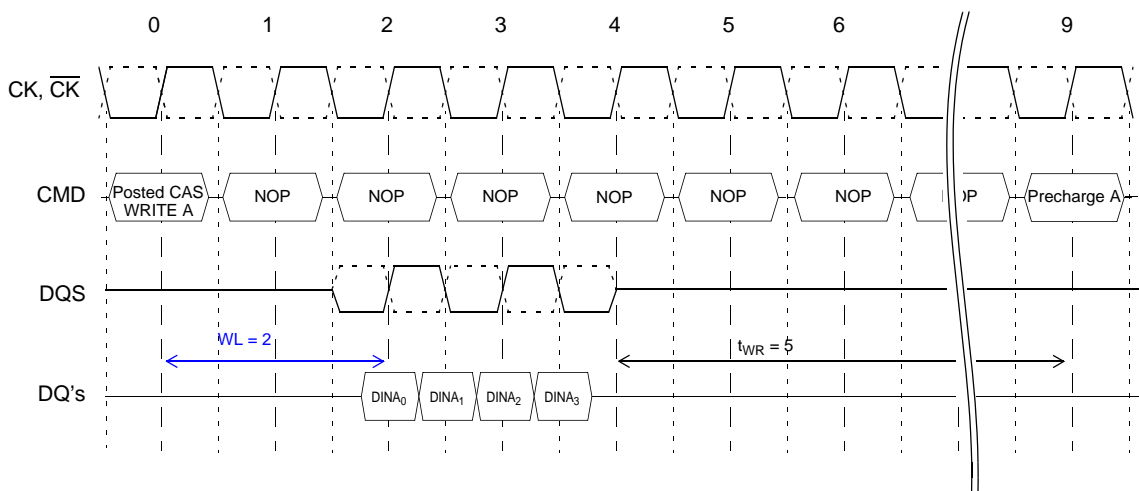 0 1 2 3 4 5 6 9
CK, C̅K̅
CMD
Posted CAS
WRITE A
NOP NOP NOP NOP NOP NOP OP Precharge A
DQS
WL = 2
tWR = 5
DQ's
DINA0 DINA1 DINA2 DINA3